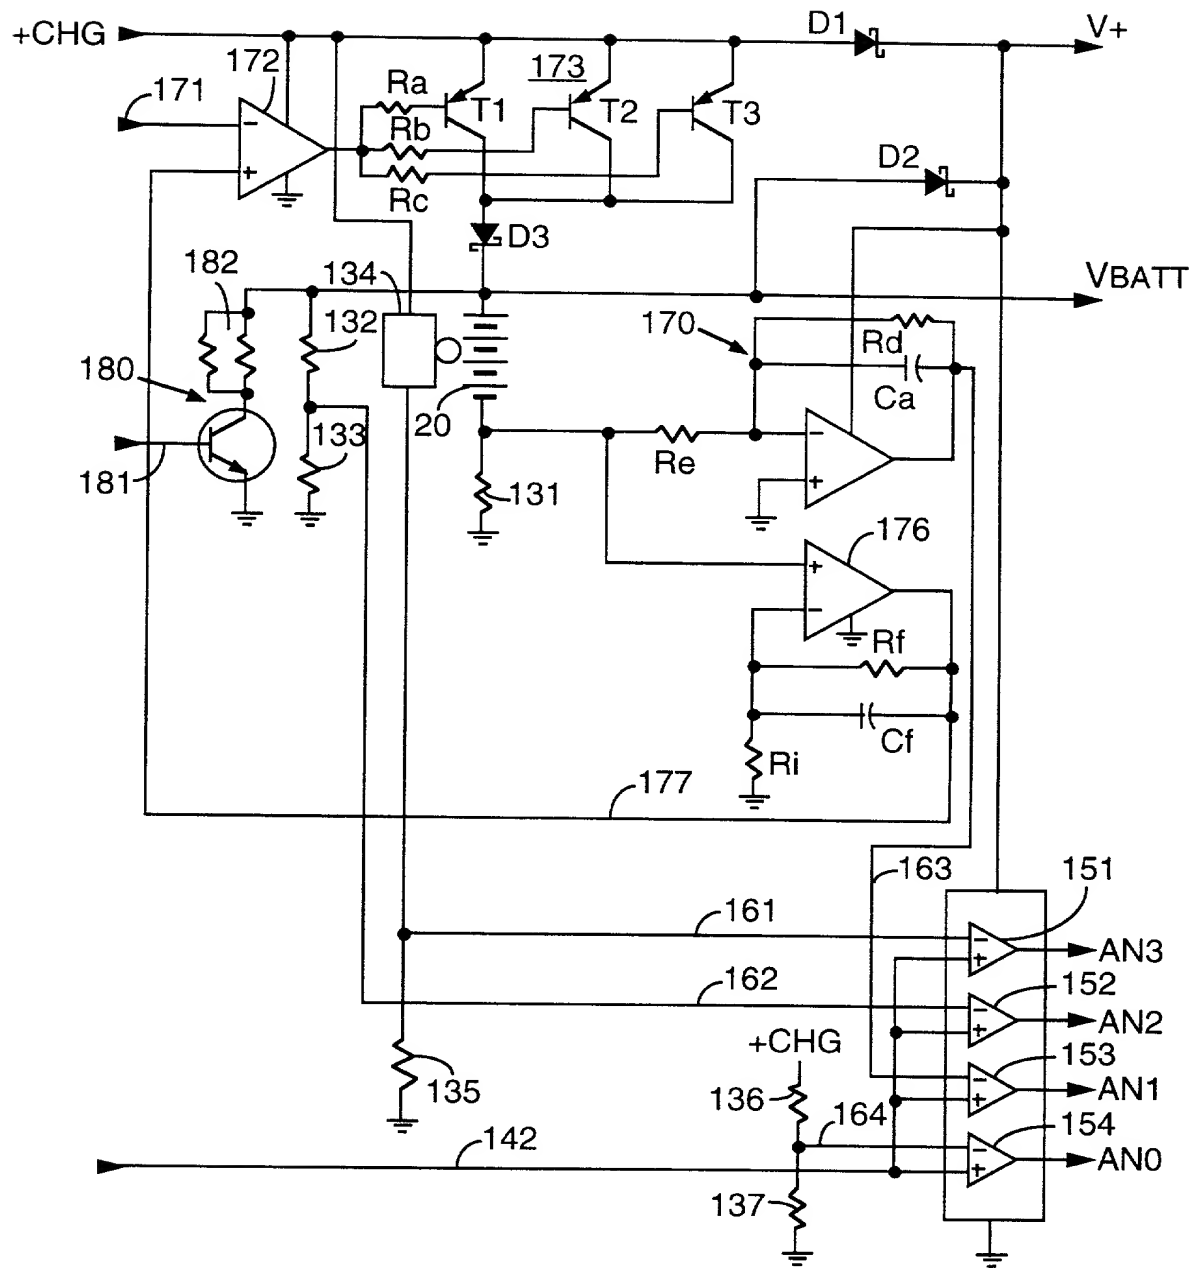 +CHG
D1
V+
172
171
Ra
T1
173
T2
T3
Rb
Rc
−
+
D2
D3
182
134
VBATT
132
170
Rd
180
Ca
20
133
181
Re
131
−
+
176
+
−
Rf
Cf
Ri
177
163
151
161
−
+
AN3
162
152
−
+
AN2
+CHG
153
135
136
−
+
AN1
164
154
142
−
+
AN0
137